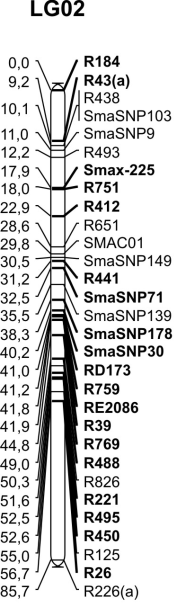 LG02
0,0 R184
9,2 R43(a)
R438
10,1 SmaSNP103
11,0 SmaSNP9
12,2 R493
17,9 Smax-225
18,0 R751
22,9 R412
28,6 R651
29,8 SMAC01
30,5 SmaSNP149
31,2 R441
32,5 SmaSNP71
35,5 SmaSNP139
38,3 SmaSNP178
40,2 SmaSNP30
41,0 RD173
41,2 R759
41,8 RE2086
41,9 R39
44,8 R769
49,0 R488
50,3 R826
51,6 R221
52,5 R495
52,6 R450
55,0 R125
56,7 R26
85,7 R226(a)